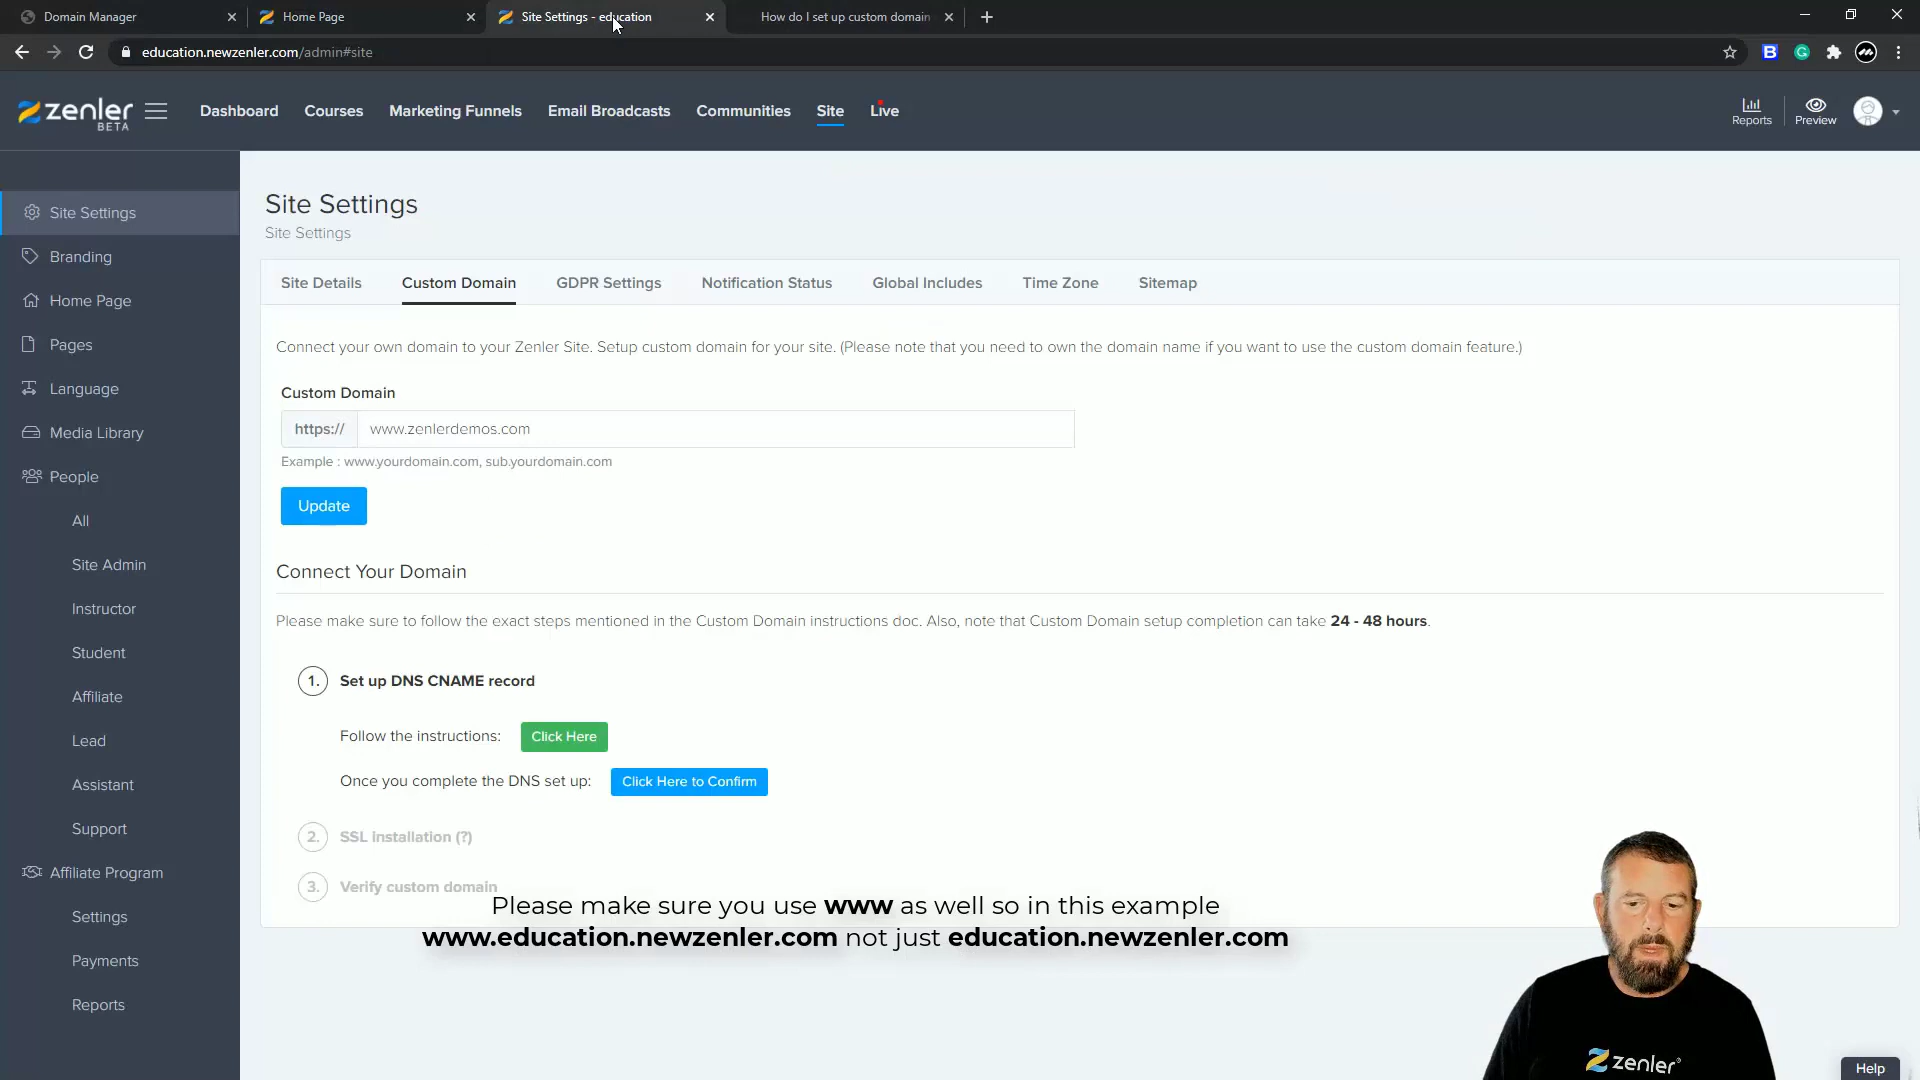 Domain Manager
Home Page
Site Settings - education
How do I set up custom domain
education.newzenler.com/admin#site
zenler
BETA
Dashboard
Courses
Marketing Funnels
Email Broadcasts
Communities
Site
Live
Reports
Preview
Site Settings
Branding
Home Page
Pages
Language
Media Library
People
All
Site Admin
Instructor
Student
Affiliate
Lead
Assistant
Support
Affiliate Program
Settings
Payments
Reports
Site Settings
Site Settings
Site Details
Custom Domain
GDPR Settings
Notification Status
Global Includes
Time Zone
Sitemap
Connect your own domain to your Zenler Site. Setup custom domain for your site. (Please note that you need to own the domain name if you want to use the custom domain feature.)
Custom Domain
https://
www.zenlerdemos.com
Example : www.yourdomain.com, sub.yourdomain.com
Update
Connect Your Domain
Please make sure to follow the exact steps mentioned in the Custom Domain instructions doc. Also, note that Custom Domain setup completion can take 24 - 48 hours.
1. Set up DNS CNAME record
Follow the instructions: Click Here
Once you complete the DNS set up: Click Here to Confirm
2. SSL installation (?)
3. Verify custom domain
Please make sure you use www as well so in this example
www.education.newzenler.com not just education.newzenler.com
zenler
Help